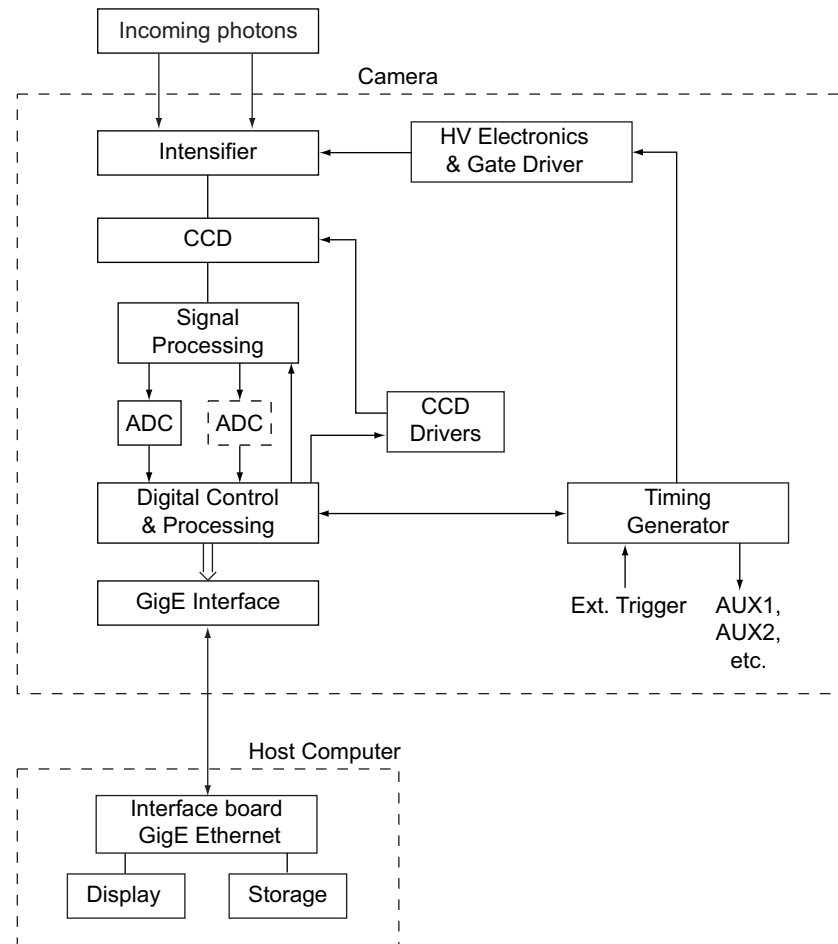 Incoming photons
Camera
Intensifier
HV Electronics
& Gate Driver
CCD
Signal
Processing
ADC
ADC
CCD
Drivers
Digital Control
& Processing
Timing
Generator
GigE Interface
Ext. Trigger
AUX1,
AUX2,
etc.
Host Computer
Interface board
GigE Ethernet
Display
Storage